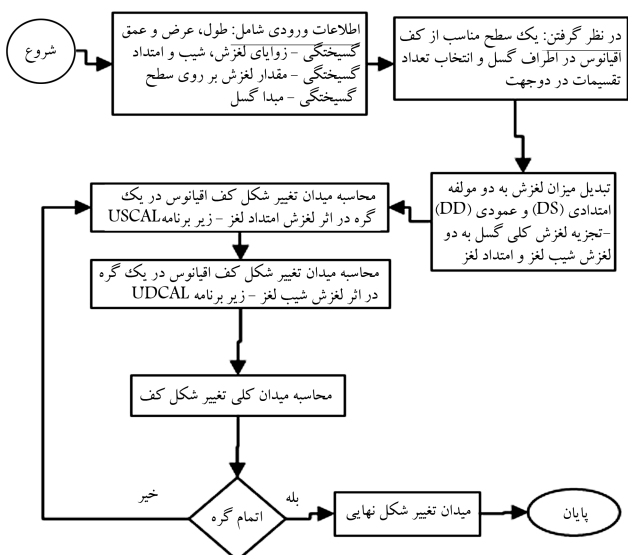 شروع
اطلاعات ورودی شامل: طول، عرض و عمق
گسیختگی – زوایای لغزش، شیب و امتداد
گسیختگی – مقدار لغزش بر روی سطح
گسیختگی – مبدا گسل
در نظر گرفتن: یک سطح مناسب از کف
اقیانوس در اطراف گسل و انتخاب تعداد
تقسیمات در دوجهت
تبدیل میزان لغزش به دو مولفه
امتدادی (DS) و عمودی (DD)
–تجزیه لغزش کلی گسل به دو
لغزش شیب لغز و امتداد لغز
محاسبه میدان تغییر شکل کف اقیانوس در یک
گره در اثر لغزش امتداد لغز – زیر برنامه USCAL
محاسبه میدان تغییر شکل کف اقیانوس در یک گره
در اثر لغزش شیب لغز – زیر برنامه UDCAL
محاسبه میدان کلی تغییر شکل کف
اتمام گره
خیر
بله
میدان تغییر شکل نهایی
پایان